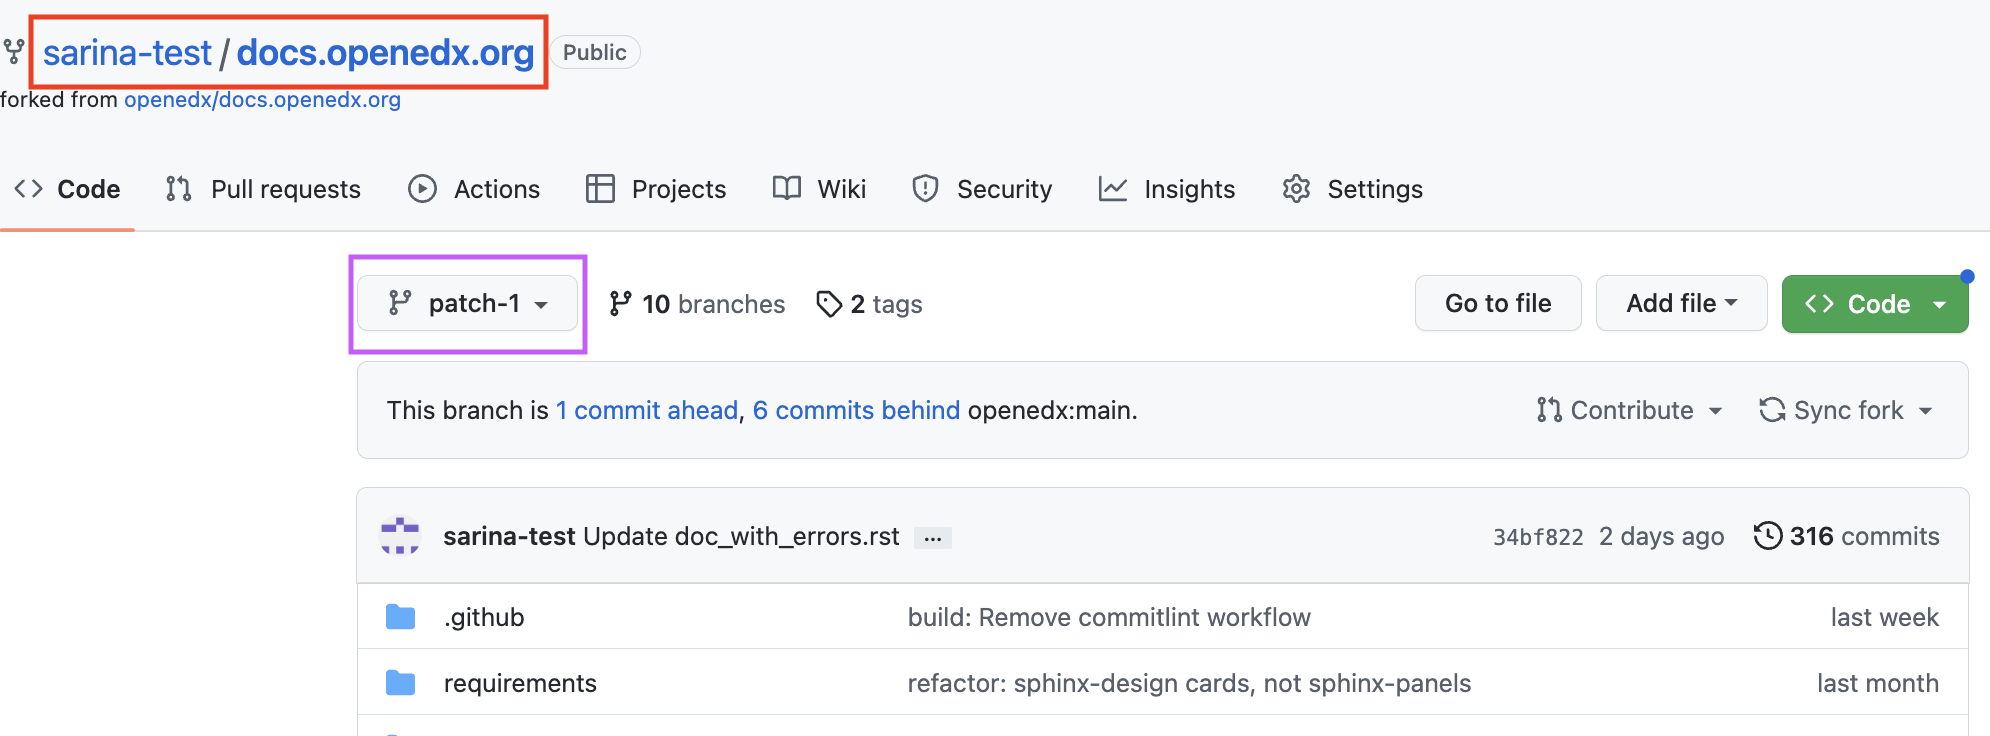 sarina-test / docs.openedx.org Public
forked from openedx/docs.openedx.org
Code Pull requests Actions Projects Wiki Security Insights Settings
patch-1 10 branches 2 tags Go to file Add file Code
This branch is 1 commit ahead, 6 commits behind openedx:main. Contribute Sync fork
sarina-test Update doc_with_errors.rst ... 34bf822 2 days ago 316 commits
.github build: Remove commitlint workflow last week
requirements refactor: sphinx-design cards, not sphinx-panels last month